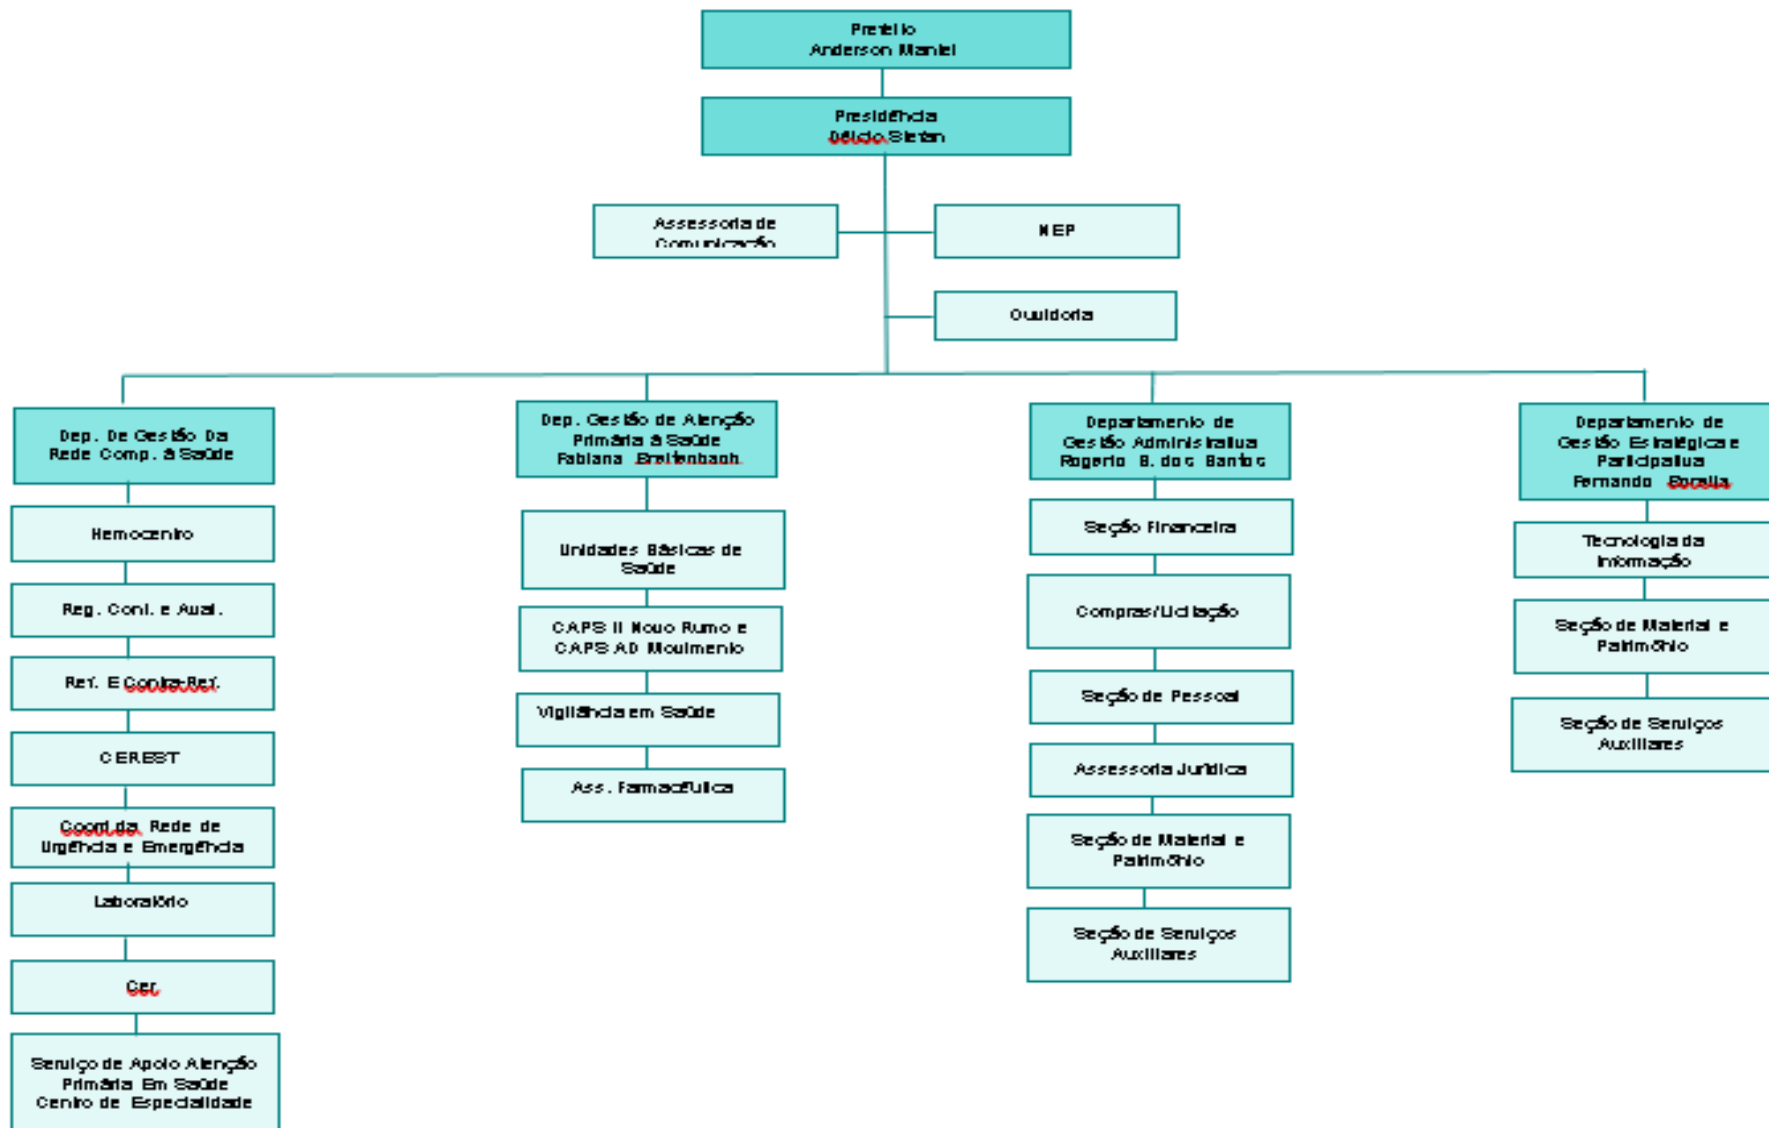 Prefeito
Anderson Mantei
Presidência
Délcio Stefan
Assessoria de
Comunicação
NEP
Ouvidoria
Dep. De Gestão Da
Rede Comp. à Saúde
Hemocentro
Reg. Cont. e Aval.
Ref. E Contra-Ref.
CEREST
Coord.da Rede de
Urgência e Emergência
Laboratório
Cer
Serviço de Apoio Atenção
Primária Em Saúde
Centro de Especialidade
Dep. Gestão de Atenção
Primária à Saúde
Fabiana Breitenbach
Unidades Básicas de
Saúde
CAPS II Novo Rumo e
CAPS AD Movimento
Vigilância em Saúde
Ass. Farmacêutica
Departamento de
Gestão Administrativa
Rogerio S. dos Santos
Seção Financeira
Compras/Licitação
Seção de Pessoal
Assessoria Jurídica
Seção de Material e
Patrimônio
Seção de Serviços
Auxiliares
Departamento de
Gestão Estratégica e
Participativa
Fernando
Tecnologia da
Informação
Seção de Material e
Patrimônio
Seção de Serviços
Auxiliares